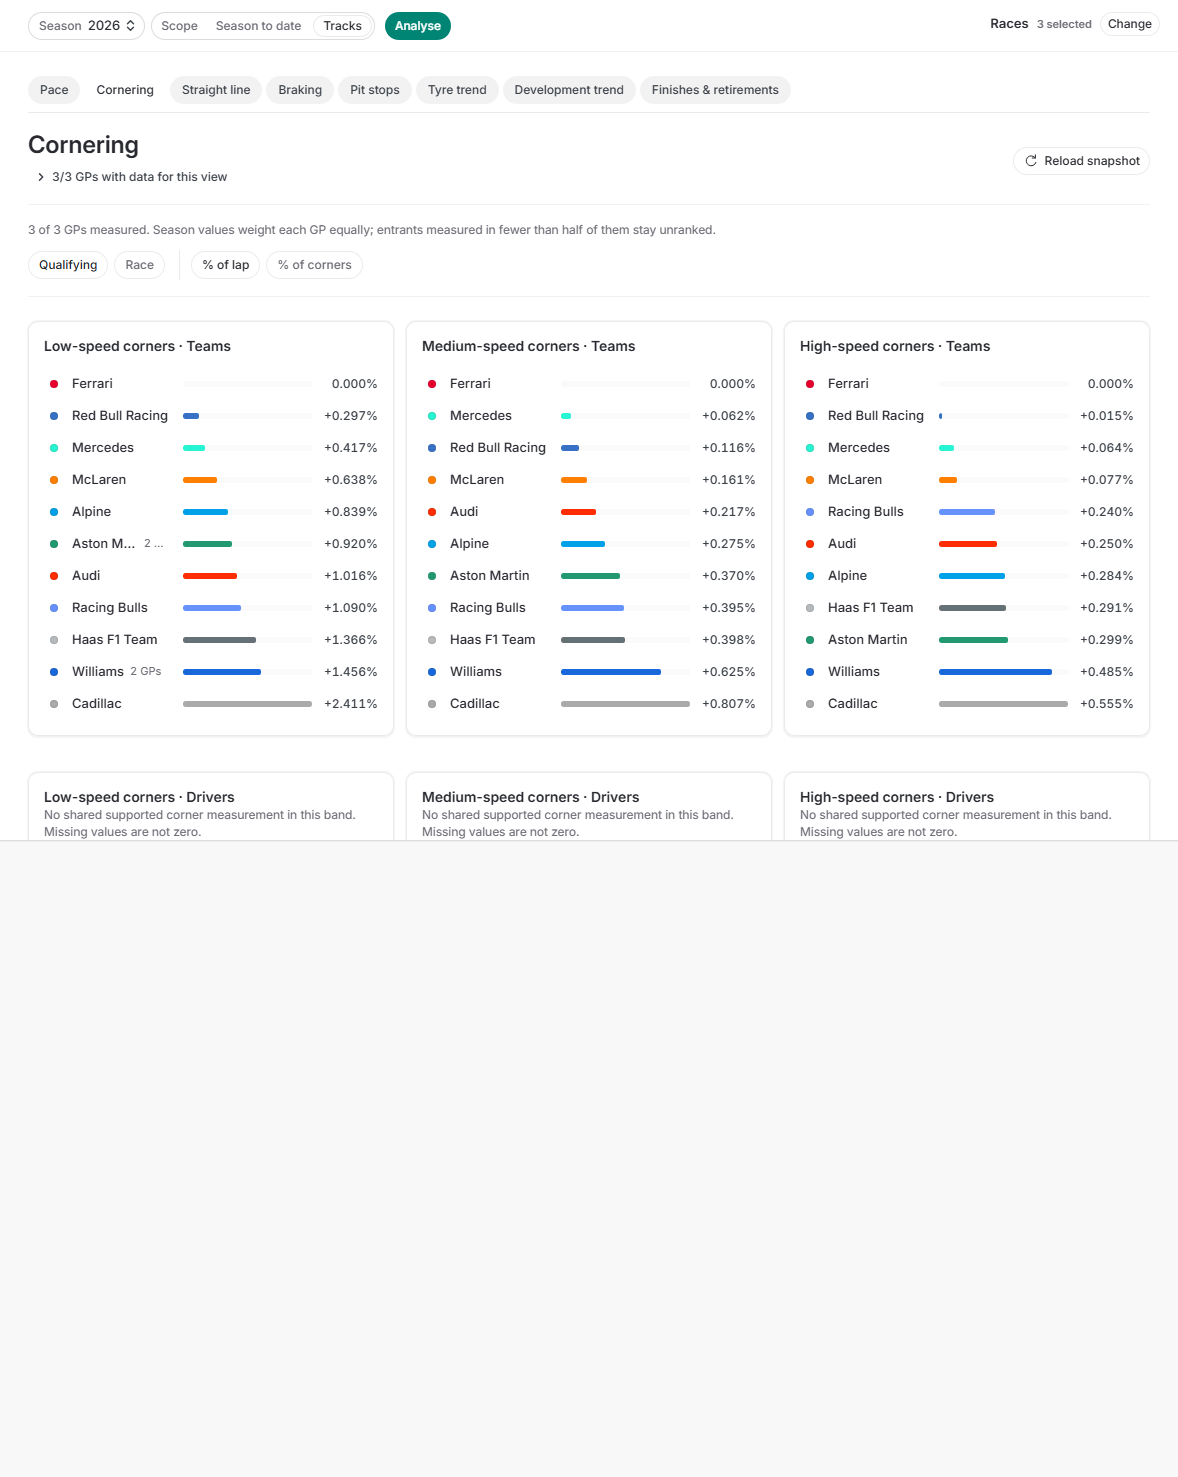 Season 2026 Scope Season to date Tracks Analyse Races 3 selected Change
Pace Cornering Straight line Braking Pit stops Tyre trend Development trend Finishes & retirements
Cornering
3/3 GPs with data for this view
Reload snapshot
3 of 3 GPs measured. Season values weight each GP equally; entrants measured in fewer than half of them stay unranked.
Qualifying Race % of lap % of corners
Low-speed corners · Teams
Ferrari 0.000%
Red Bull Racing +0.297%
Mercedes +0.417%
McLaren +0.638%
Alpine +0.839%
Aston M... 2 ... +0.920%
Audi +1.016%
Racing Bulls +1.090%
Haas F1 Team +1.366%
Williams 2 GPs +1.456%
Cadillac +2.411%
Medium-speed corners · Teams
Ferrari 0.000%
Mercedes +0.062%
Red Bull Racing +0.116%
McLaren +0.161%
Audi +0.217%
Alpine +0.275%
Aston Martin +0.370%
Racing Bulls +0.395%
Haas F1 Team +0.398%
Williams +0.625%
Cadillac +0.807%
High-speed corners · Teams
Ferrari 0.000%
Red Bull Racing +0.015%
Mercedes +0.064%
McLaren +0.077%
Racing Bulls +0.240%
Audi +0.250%
Alpine +0.284%
Haas F1 Team +0.291%
Aston Martin +0.299%
Williams +0.485%
Cadillac +0.555%
Low-speed corners · Drivers
No shared supported corner measurement in this band.
Missing values are not zero.
Medium-speed corners · Drivers
No shared supported corner measurement in this band.
Missing values are not zero.
High-speed corners · Drivers
No shared supported corner measurement in this band.
Missing values are not zero.